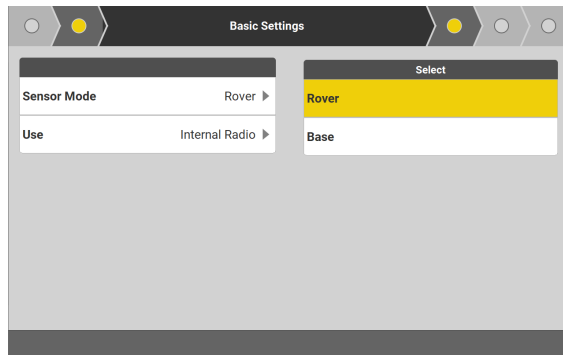 Basic Settings
Sensor Mode
Rover
Use
Internal Radio
Select
Rover
Base